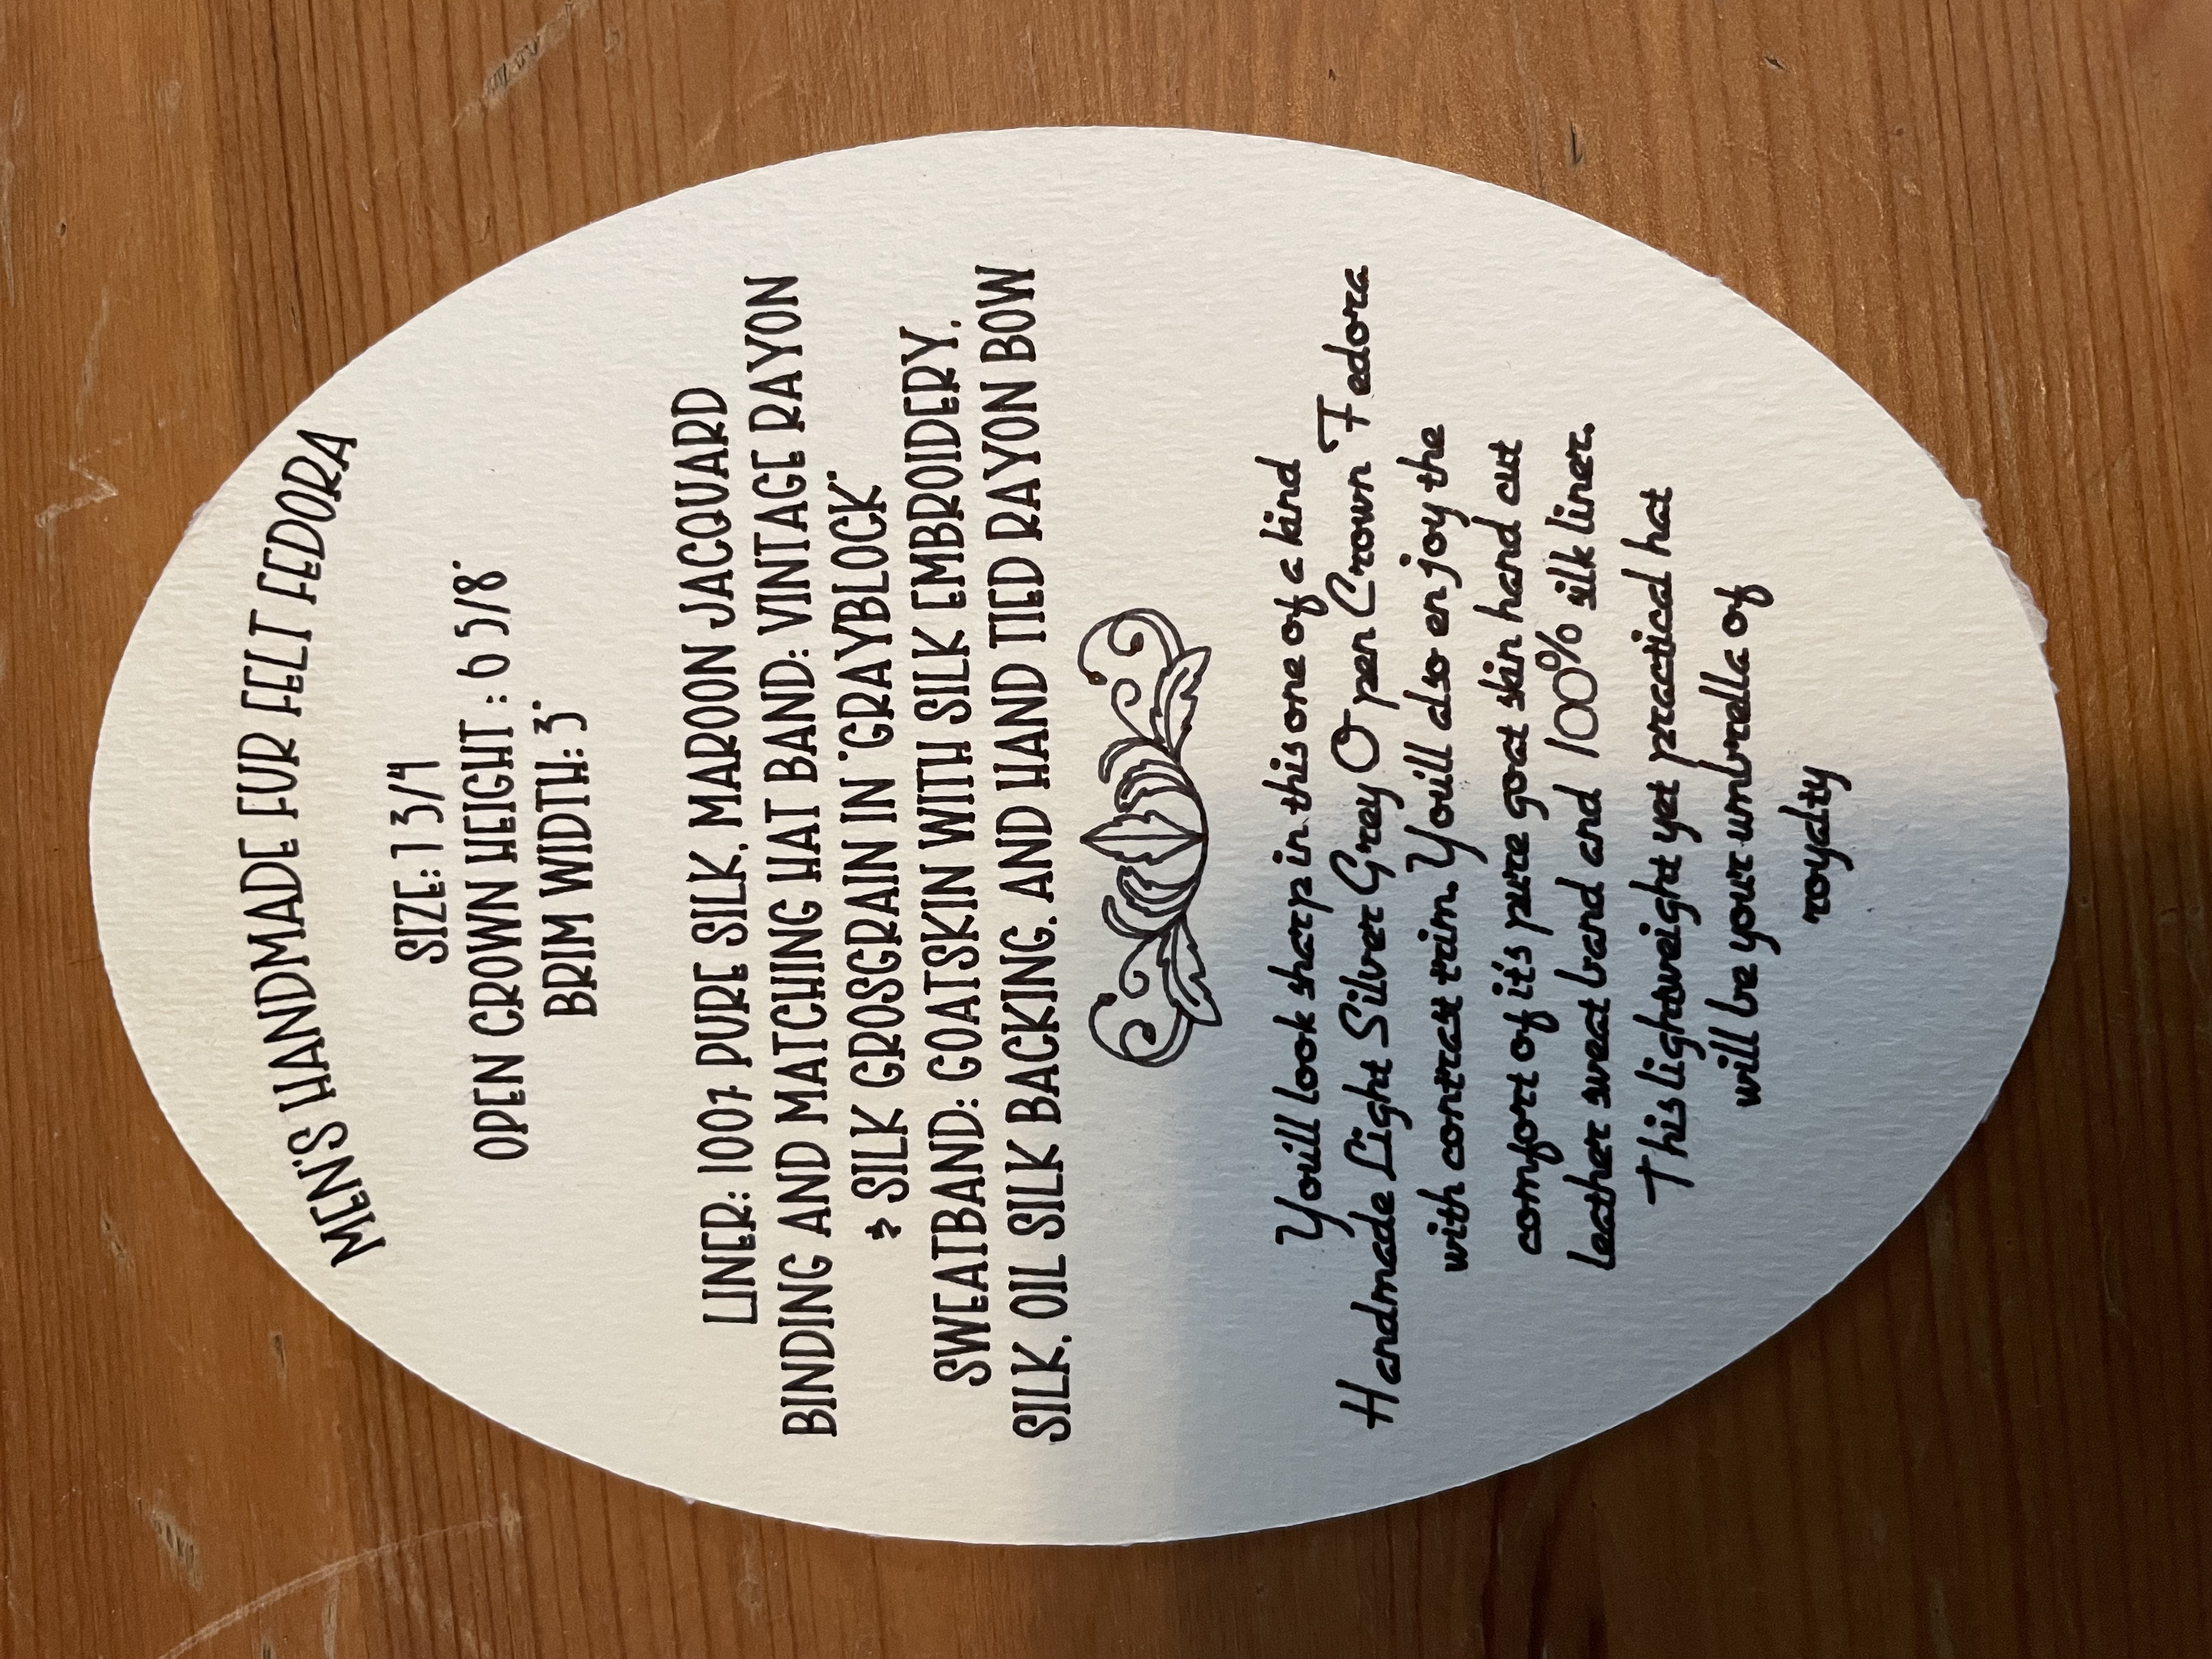 MEN'S HANDMADE FUR FELT FEDORA
SIZE: 7 3/4
OPEN CROWN HEIGHT : 6 5/8"
BRIM WIDTH: 3"
LINER: 100% PURE SILK, MAROON JACQUARD
BINDING AND MATCHING HAT BAND: VINTAGE RAYON
& SILK GROSGRAIN IN "GRAYBLOCK"
SWEATBAND: GOATSKIN WITH SILK EMBROIDERY,
SILK, OIL SILK BACKING, AND HAND TIED RAYON BOW
Youill look sharp in this one of a kind
Handmade Light Silver Grey Open Crown Fedora
with contrast trim. Youill also enjoy the
comfort of it's pure goat skin hand cut
leather sweat band and 100% silk liner.
This lightweight yet practical hat
will be your umbrella of
royalty